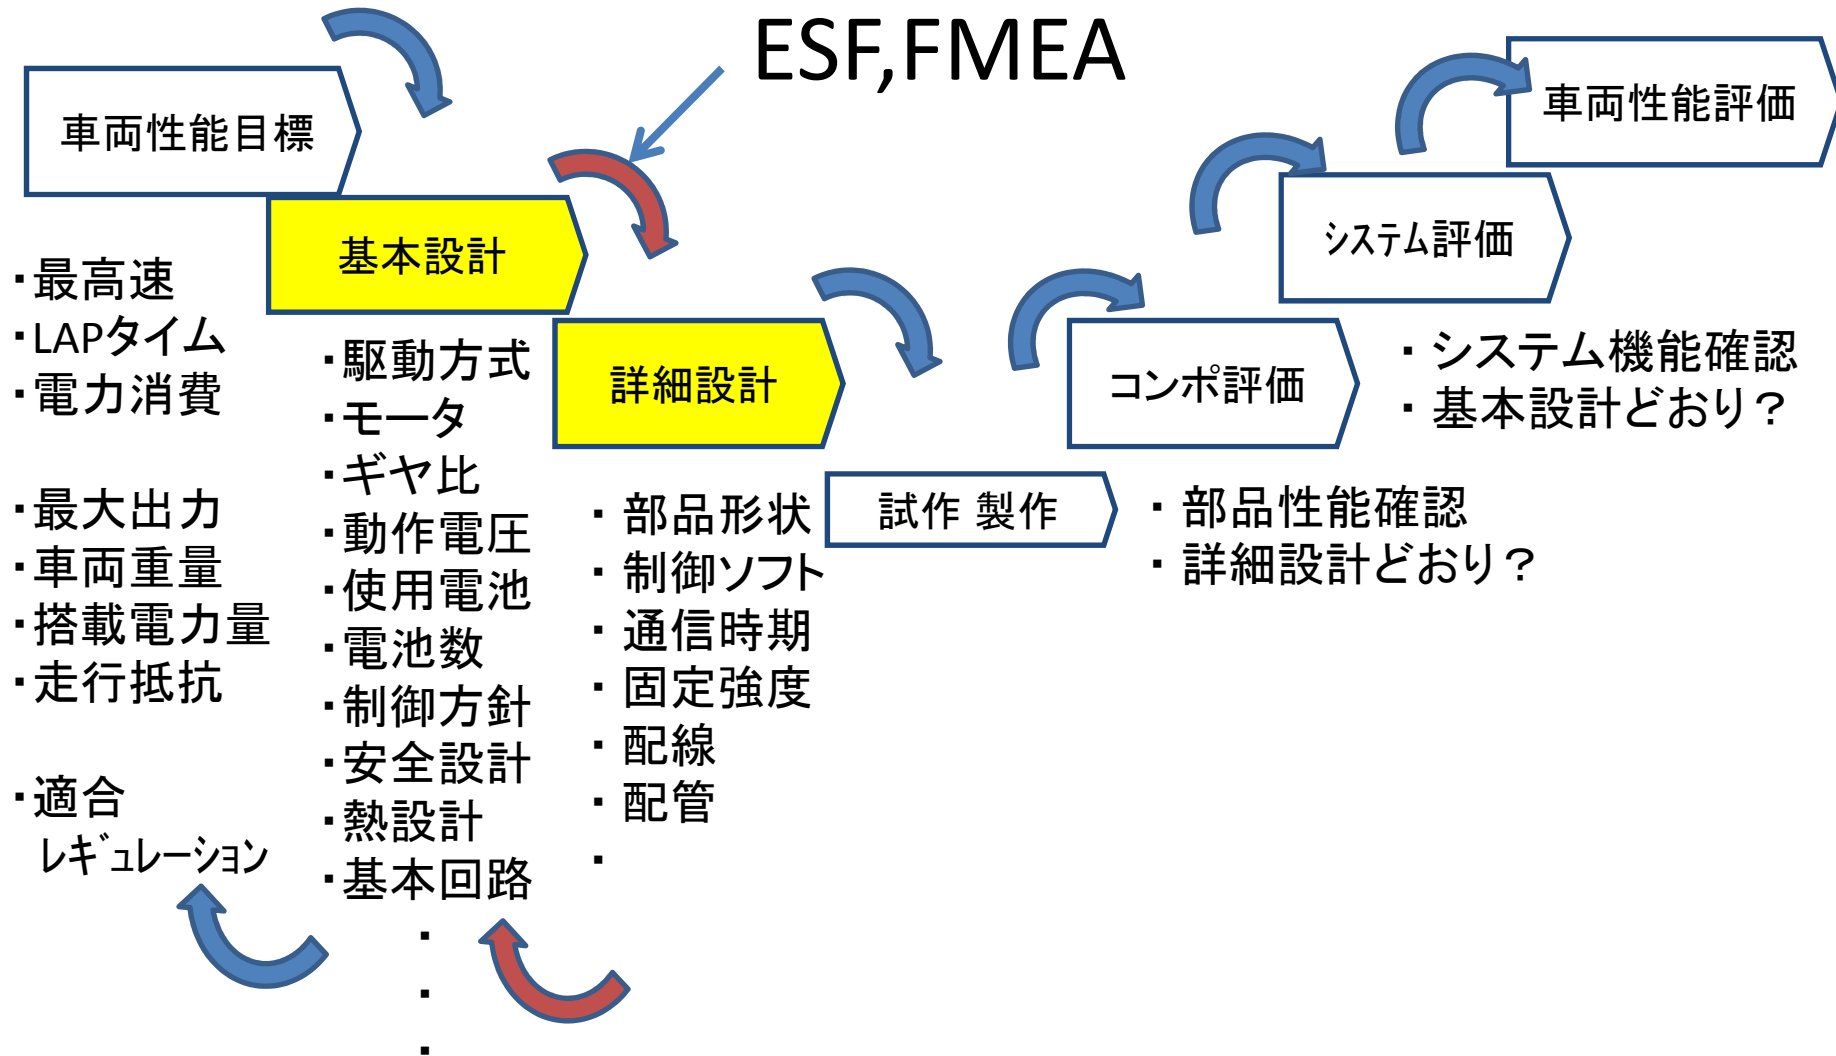 ESF,FMEA
車両性能目標
・最高速
・LAPタイム
・電力消費
・最大出力
・車両重量
・搭載電力量
・走行抵抗
・適合
レギュレーション
基本設計
・駆動方式
・モータ
・ギヤ比
・動作電圧
・使用電池
・電池数
・制御方針
・安全設計
・熱設計
・基本回路
・
・
・
詳細設計
・部品形状
・制御ソフト
・通信時期
・固定強度
・配線
・配管
・
試作 製作
コンポ評価
・部品性能確認
・詳細設計どおり？
システム評価
・システム機能確認
・基本設計どおり？
車両性能評価